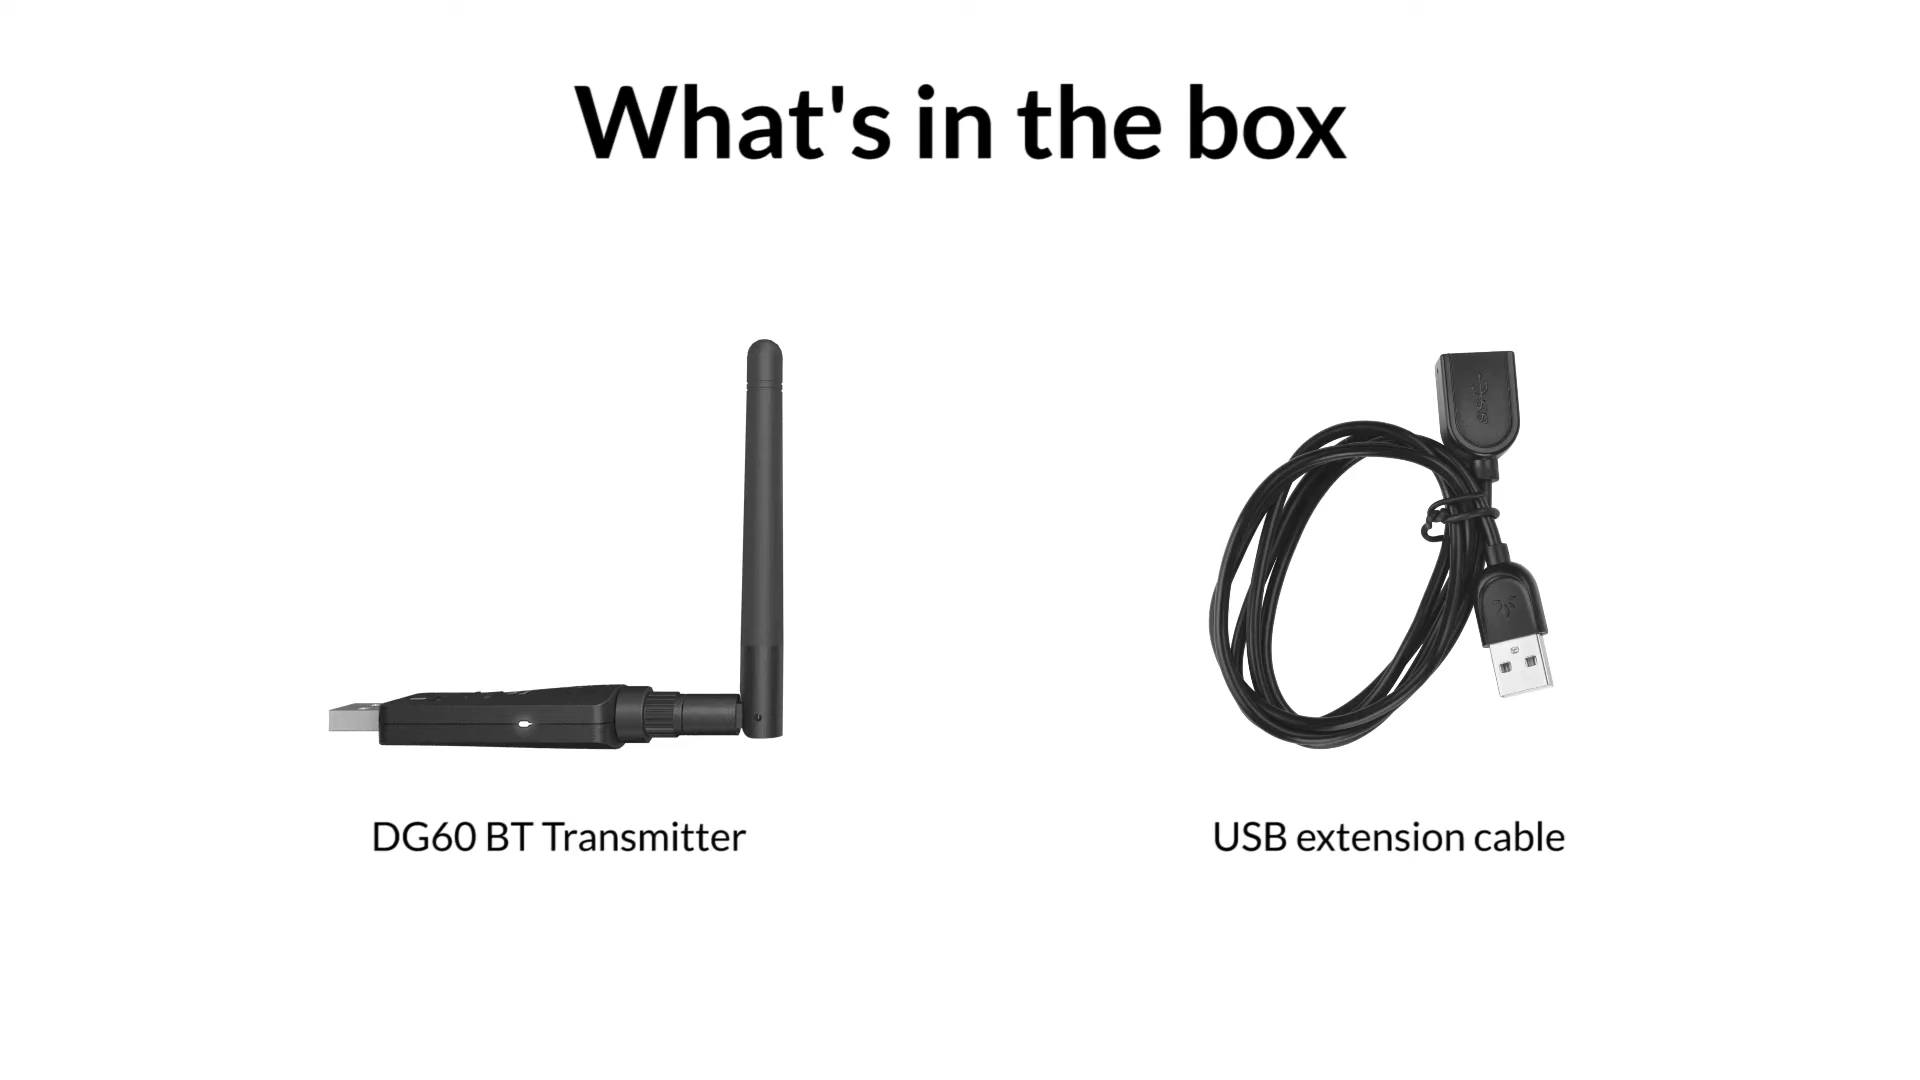 What's in the box
DG60 BT Transmitter
USB extension cable